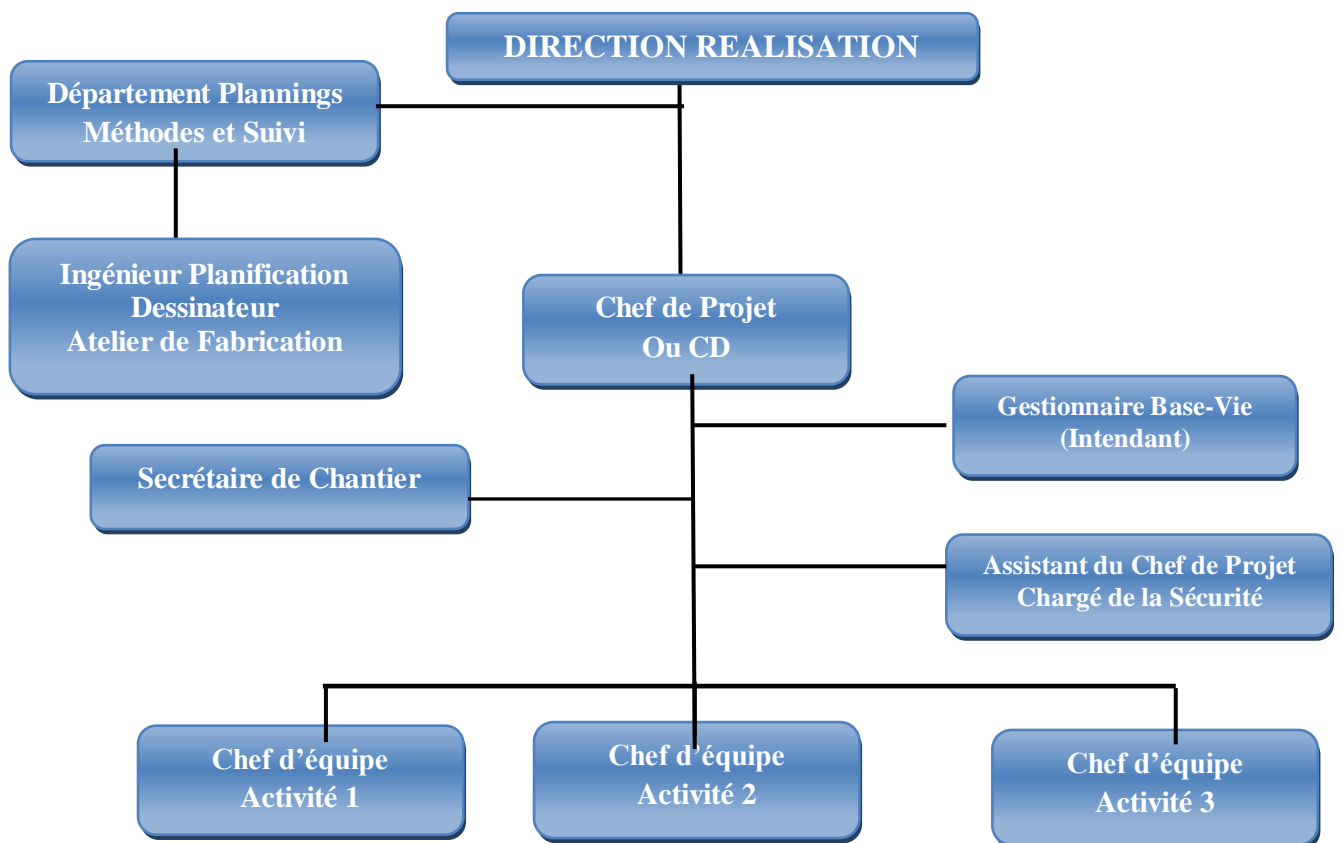 DIRECTION REALISATION
Département Plannings
Méthodes et Suivi
Ingénieur Planification
Dessinateur
Atelier de Fabrication
Chef de Projet
Ou CD
Gestionnaire Base-Vie
(Intendant)
Secrétaire de Chantier
Assistant du Chef de Projet
Chargé de la Sécurité
Chef d’équipe
Activité 1
Chef d’équipe
Activité 2
Chef d’équipe
Activité 3